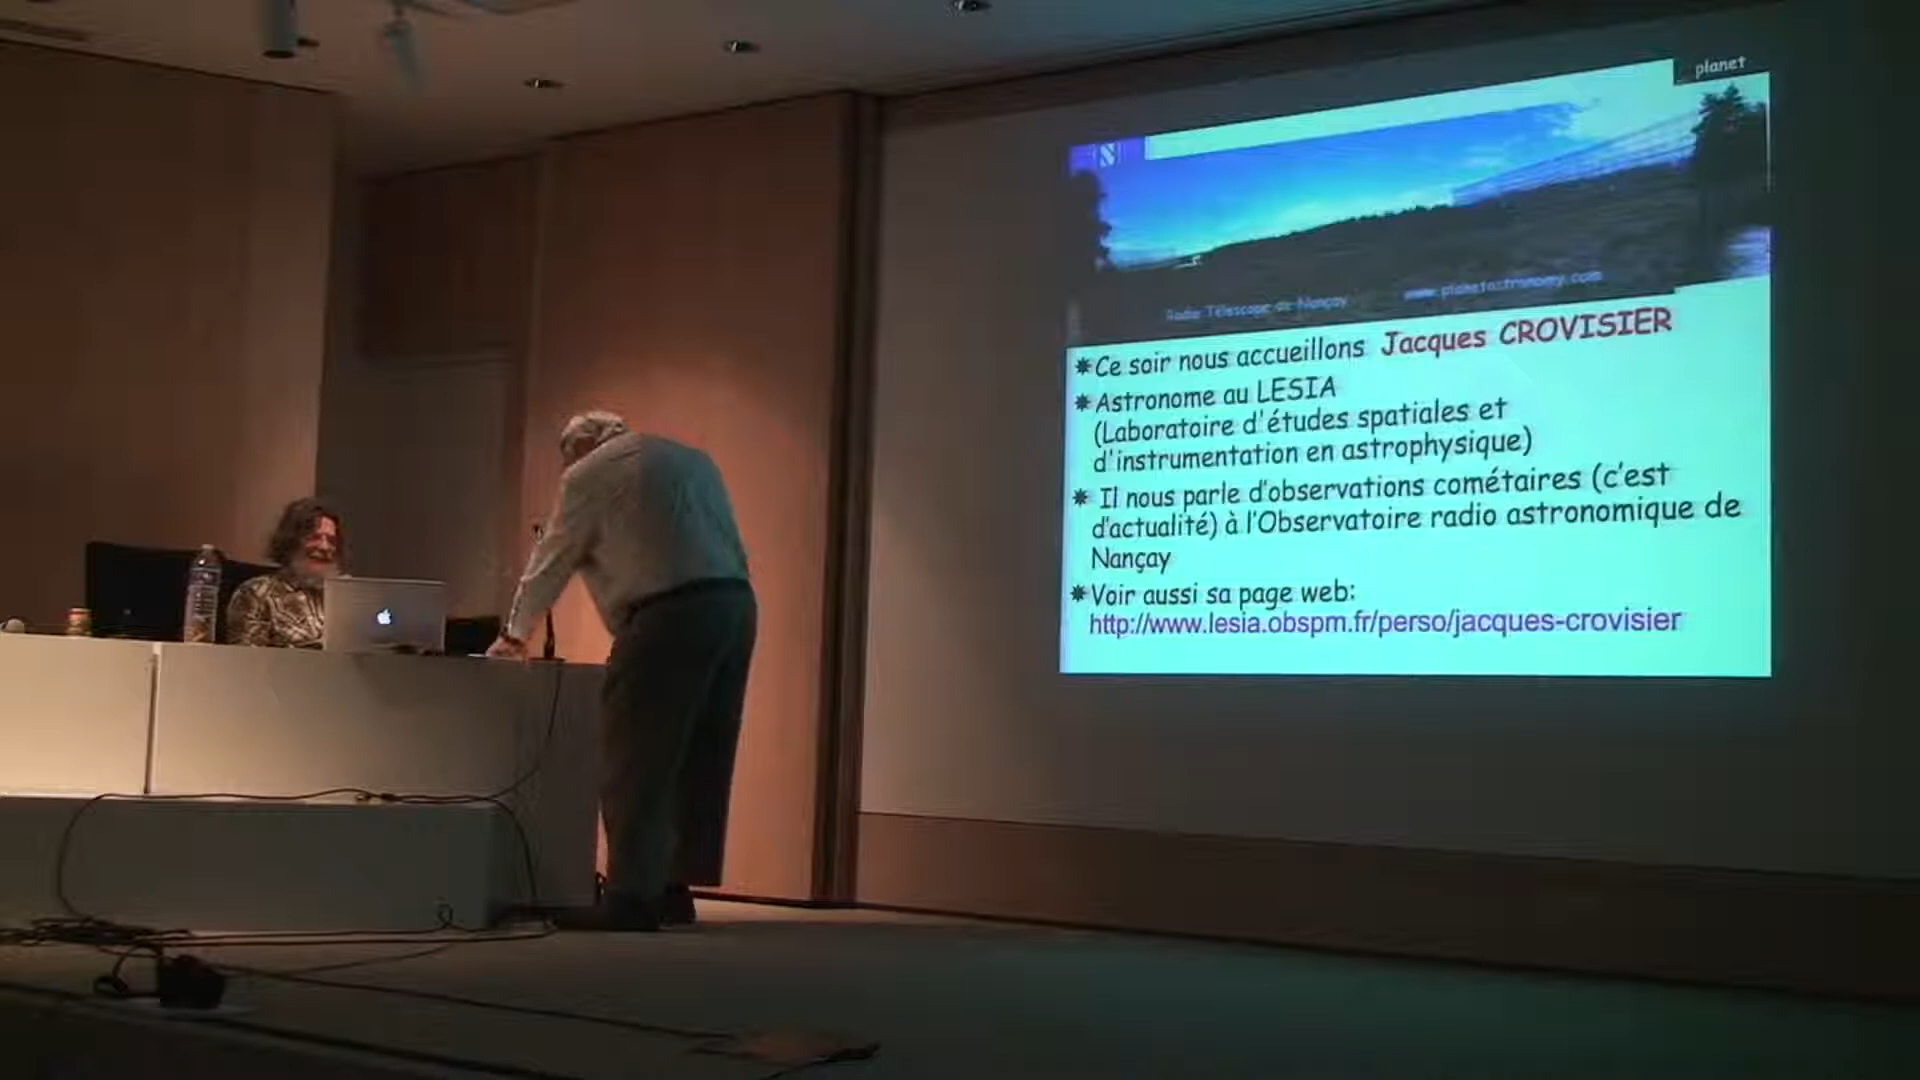 planet
Radio Télescope de Nançay www.planetastronomy.com
✷Ce soir nous accueillons Jacques CROVISIER
✷Astronome au LESIA
(Laboratoire d'études spatiales et
d'instrumentation en astrophysique)
✷ Il nous parle d'observations cométaires (c'est
d'actualité) à l'Observatoire radio astronomique de
Nançay
✷Voir aussi sa page web:
http://www.lesia.obspm.fr/perso/jacques-crovisier